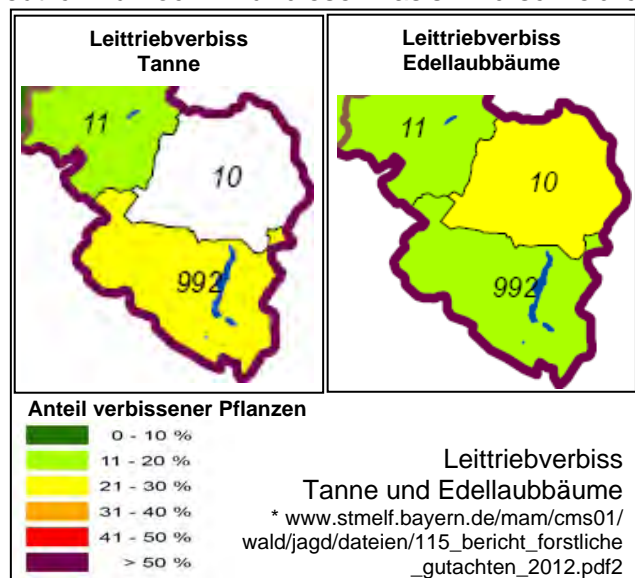 Leittriebverbiss
Tanne
11
10
992
Leittriebverbiss
Edellaubbäume
11
10
992
Anteil verbissener Pflanzen
0 - 10 %
11 - 20 %
21 - 30 %
31 - 40 %
41 - 50 %
> 50 %
Leittriebverbiss
Tanne und Edellaubbäume
* www.stmelf.bayern.de/mam/cms01/
wald/jagd/dateien/115_bericht_forstliche
_gutachten_2012.pdf2